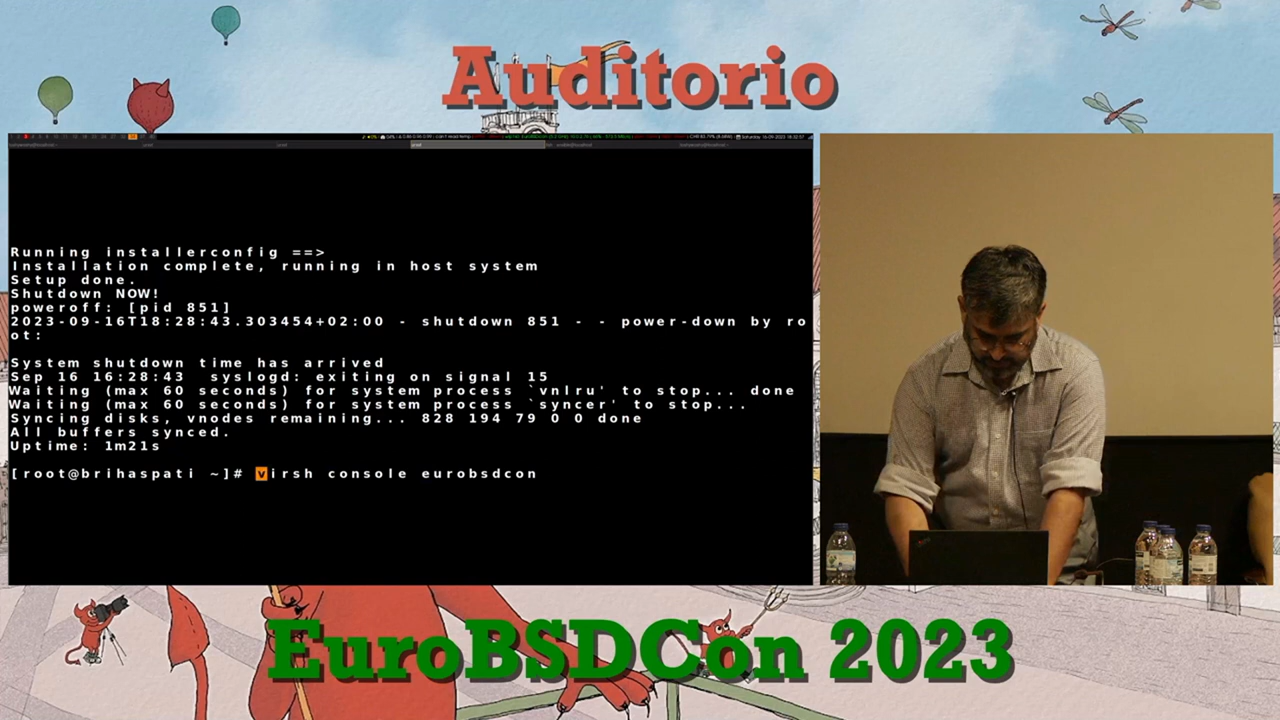 Auditorio
Running installerconfig ==>
Installation complete, running in host system
Setup done.
Shutdown NOW!
poweroff: [pid 851]
2023-09-16T18:28:43.303454+02:00 - shutdown 851 - - power-down by ro
ot:
System shutdown time has arrived
Sep 16 16:28:43  syslogd: exiting on signal 15
Waiting (max 60 seconds) for system process `vnlru' to stop... done
Waiting (max 60 seconds) for system process `syncer' to stop...
Syncing disks, vnodes remaining... 828 194 79 0 0 done
All buffers synced.
Uptime: 1m21s
[root@brihaspati ~]# virsh console eurobsdcon
EuroBSDCon 2023